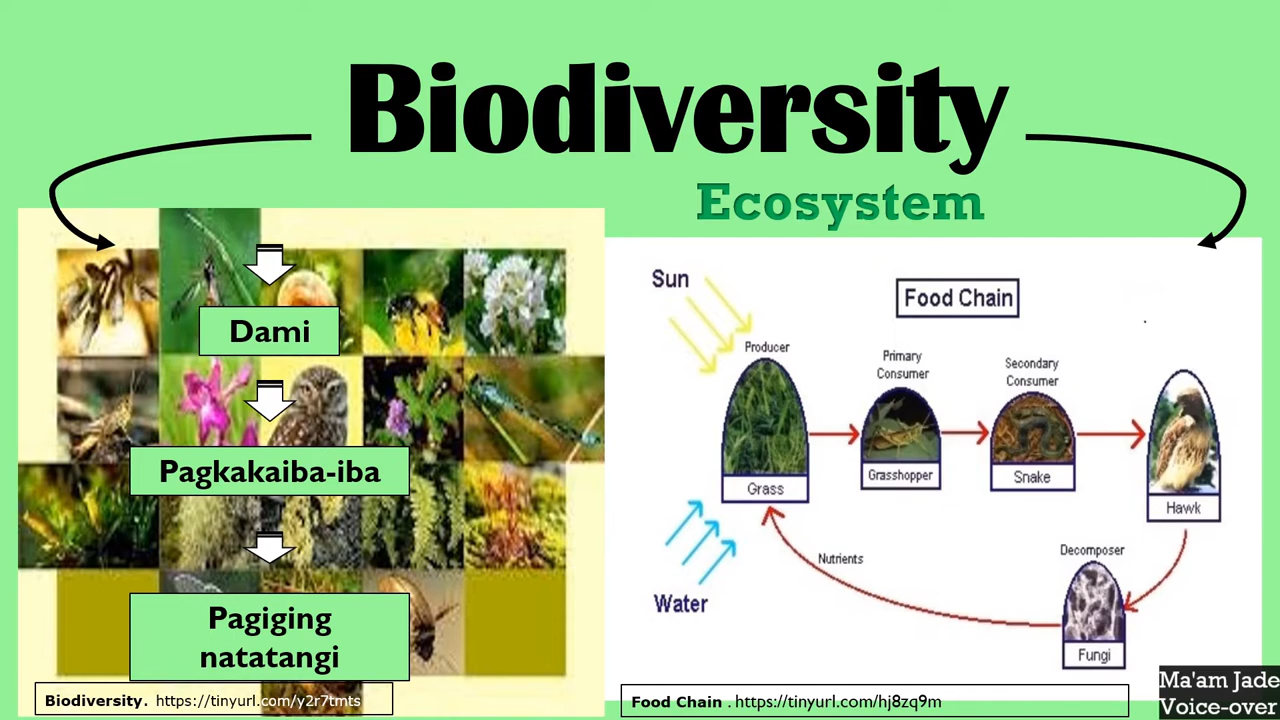 Biodiversity
Ecosystem
Dami
Pagkakaiba-iba
Pagiging
natatangi
Biodiversity. https://tinyurl.com/y2r7tmts
Sun
Food Chain
Producer
Primary
Consumer
Secondary
Consumer
Grass
Grasshopper
Snake
Hawk
Decomposer
Nutrients
Water
Fungi
Food Chain . https://tinyurl.com/hj8zq9m
Ma'am Jade
Voice-over